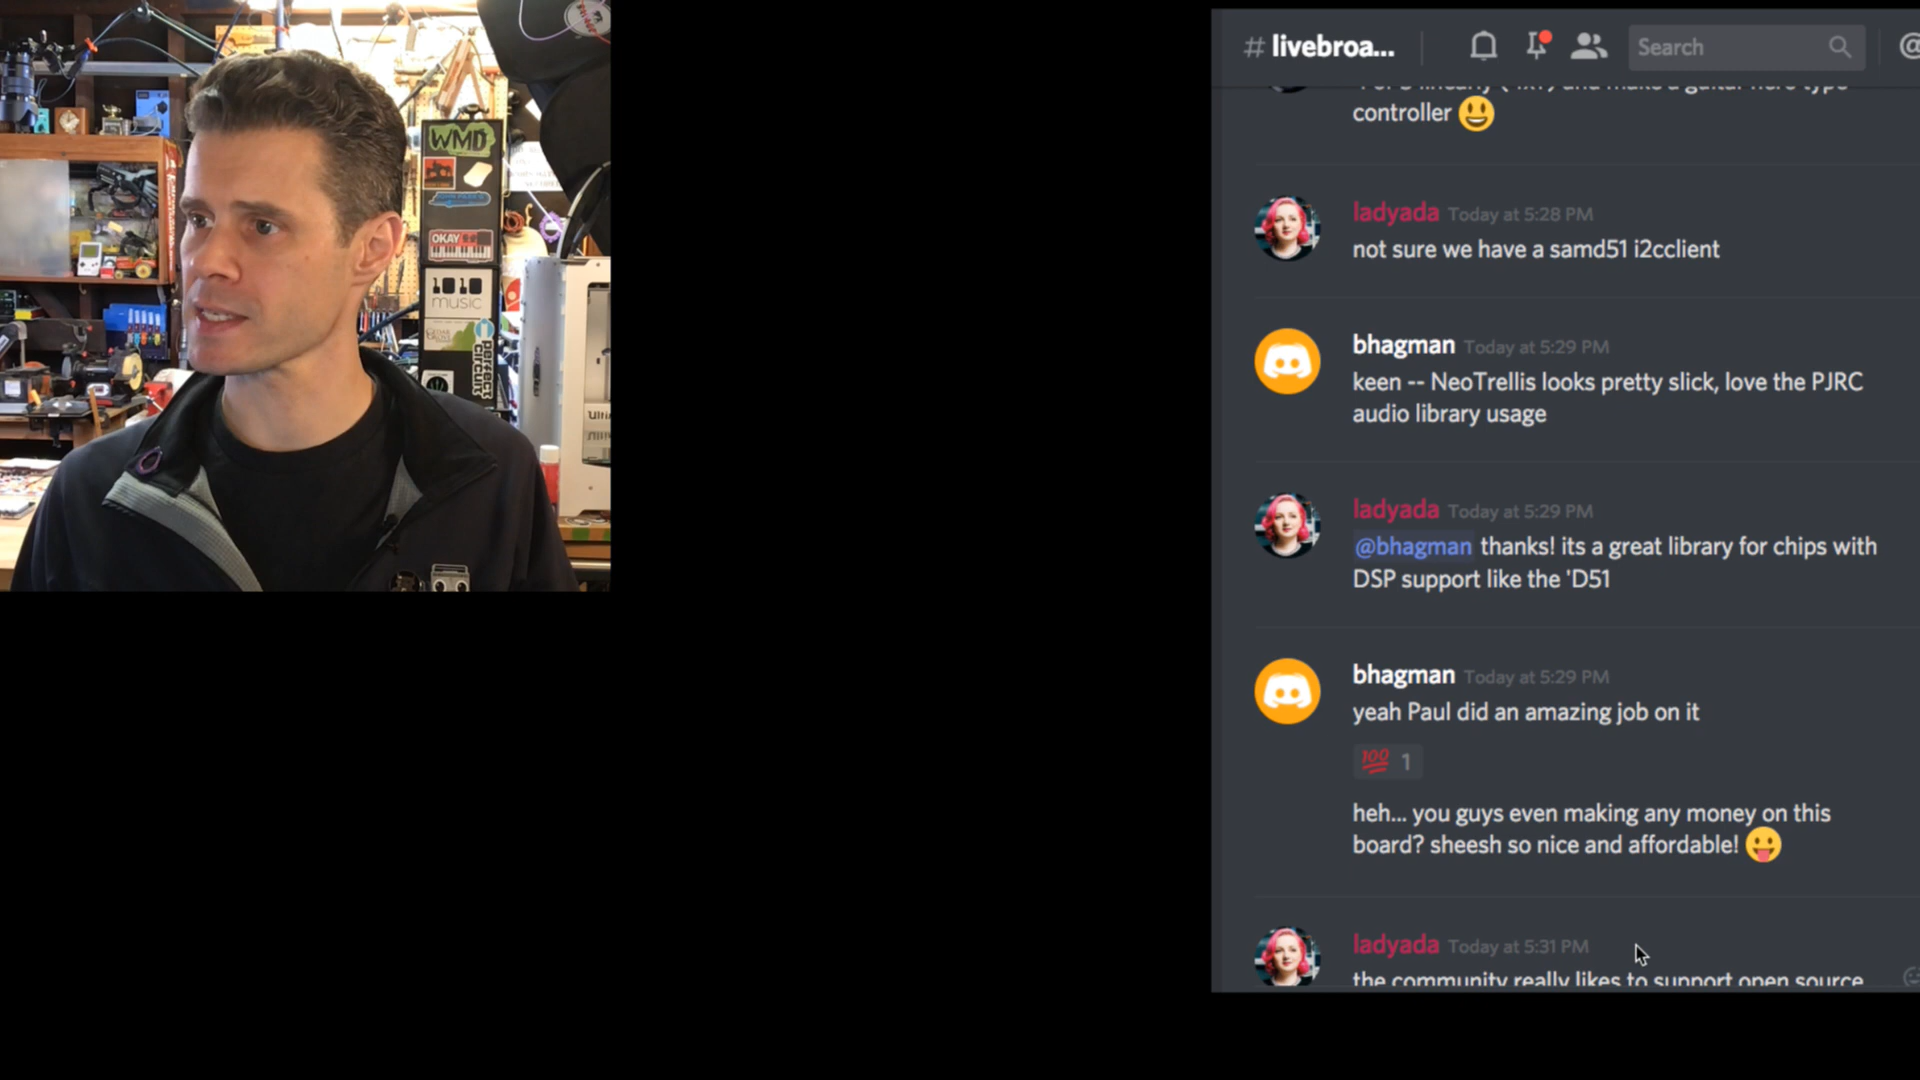 # livebroa...
Search
@
controller
ladyada Today at 5:28 PM
not sure we have a samd51 i2cclient
bhagman Today at 5:29 PM
keen -- NeoTrellis looks pretty slick, love the PJRC
audio library usage
ladyada Today at 5:29 PM
@bhagman thanks! its a great library for chips with
DSP support like the 'D51
bhagman Today at 5:29 PM
yeah Paul did an amazing job on it
100 1
heh... you guys even making any money on this
board? sheesh so nice and affordable!
ladyada Today at 5:31 PM
the community really likes to support open source
WMD
OKAY
1010
music
perfect
circuit